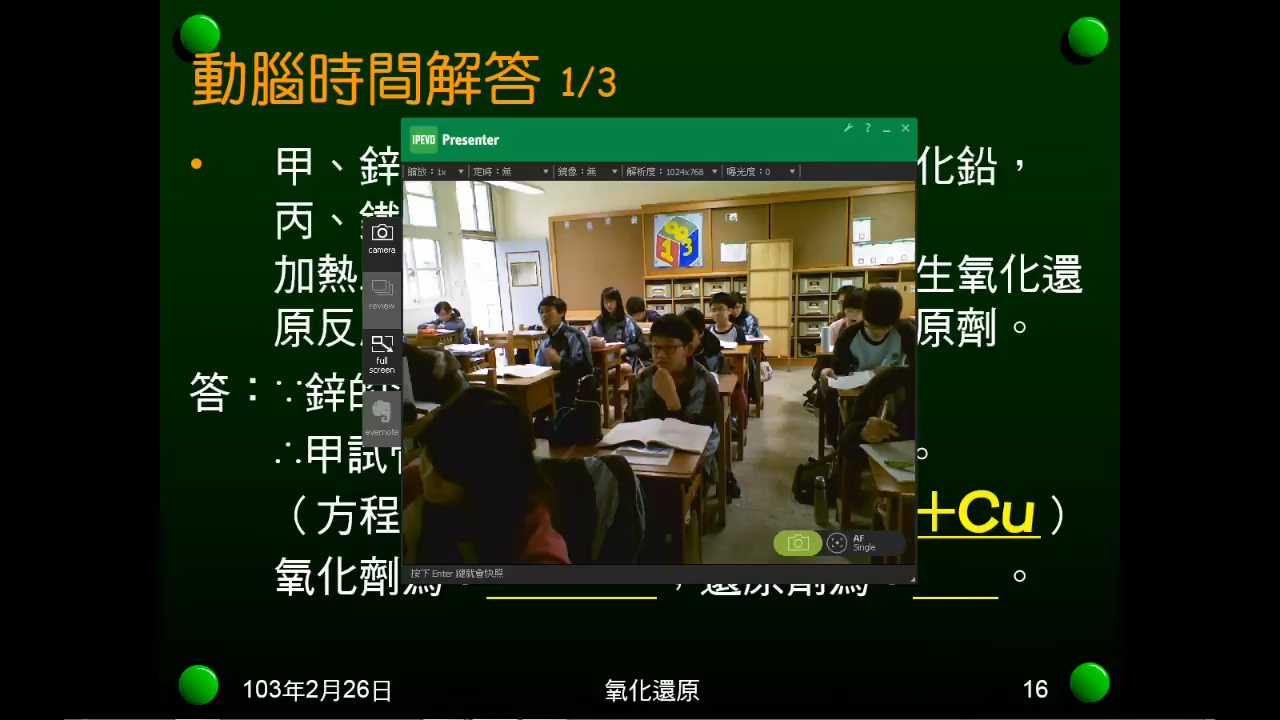 動腦時間解答 1/3
• 甲、鋅 化鉛，
丙、鐵
加熱 生氧化還
原反 原劑。
答：∵鋅的
∴甲試管 。
（方程 ＋Cu）
氧化劑為： ，還原劑為： 。
103年2月26日 氧化還原 16
IPEVO Presenter ?
縮放：1x 定時：無 鏡像：無 解析度：1024x768 曝光度：0
camera
review
full
screen
evernote
803
1
AF
Single
按下 Enter 鍵就會快照